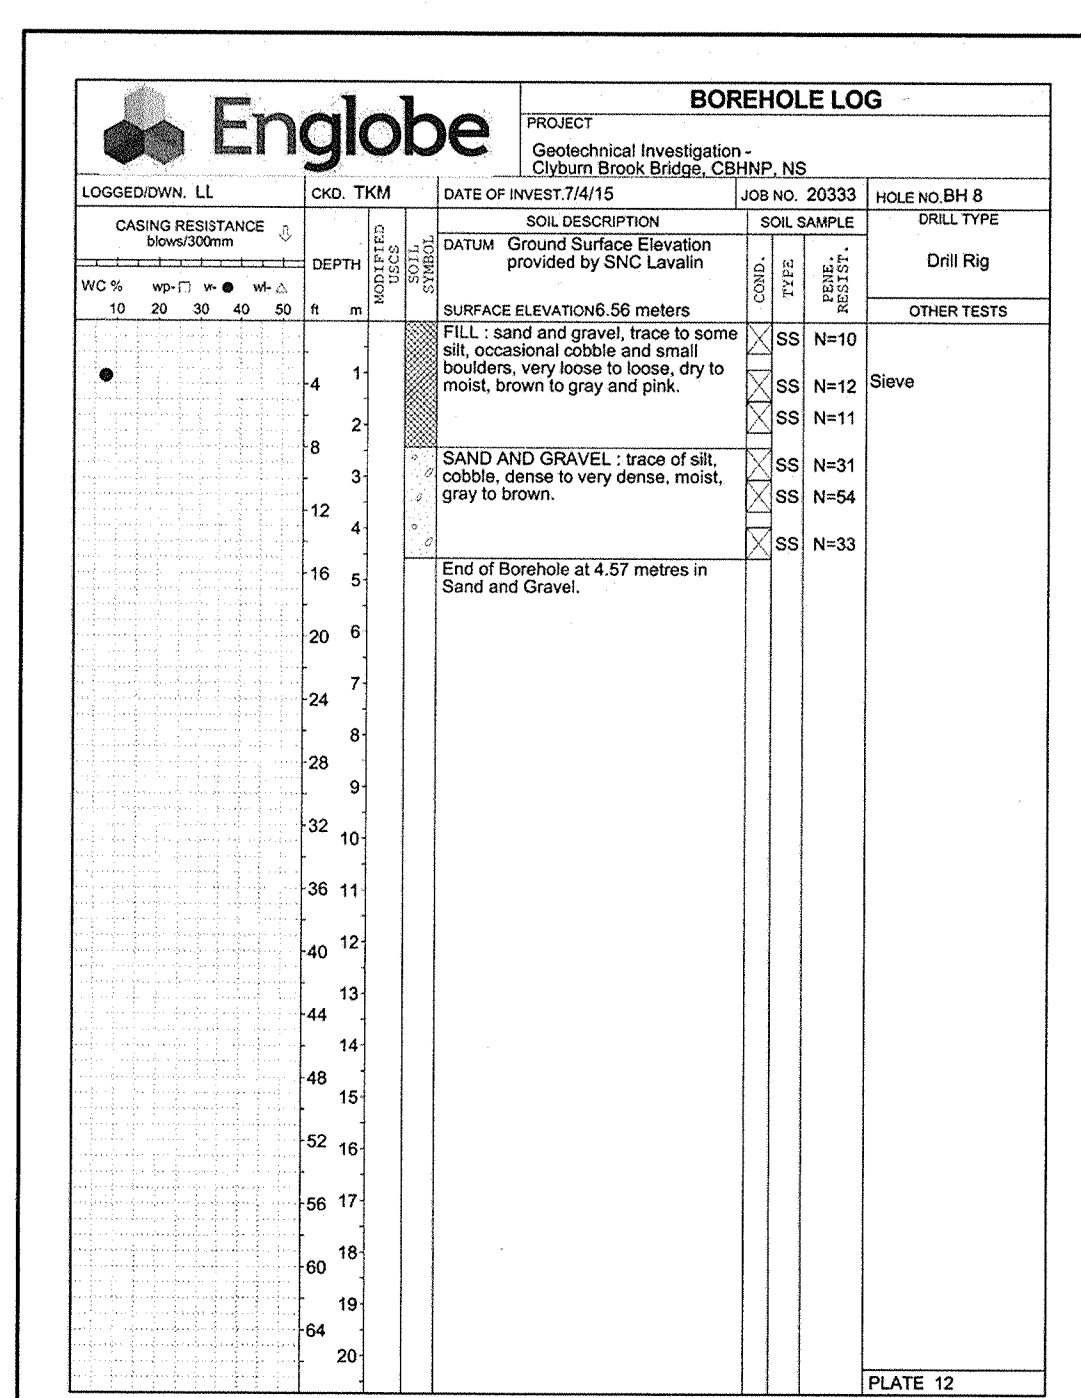 Englobe
BOREHOLE LOG
PROJECT
Geotechnical Investigation -
Clyburn Brook Bridge, CBHNP, NS
LOGGED/DWN. LL
CKD. TKM
DATE OF INVEST.7/4/15
JOB NO. 20333
HOLE NO.BH 8
CASING RESISTANCE
blows/300mm
WC % wp- w- wl-
10 20 30 40 50
DEPTH
ft m
MODIFIED
USCS
SOIL
SYMBOL
SOIL DESCRIPTION
DATUM Ground Surface Elevation
provided by SNC Lavalin
SURFACE ELEVATION6.56 meters
SOIL SAMPLE
COND.
TYPE
PENE.
RESIST.
DRILL TYPE
Drill Rig
OTHER TESTS
FILL : sand and gravel, trace to some
silt, occasional cobble and small
boulders, very loose to loose, dry to
moist, brown to gray and pink.
SS N=10
SS N=12 Sieve
SS N=11
SAND AND GRAVEL : trace of silt,
cobble, dense to very dense, moist,
gray to brown.
SS N=31
SS N=54
SS N=33
End of Borehole at 4.57 metres in
Sand and Gravel.
1
4
2
8
3
12
4
16
5
20 6
7
24
8
28
9
32
10
36 11
12
40
13
44
14
48
15
52
16
56 17
18
60
19
64
20
PLATE 12